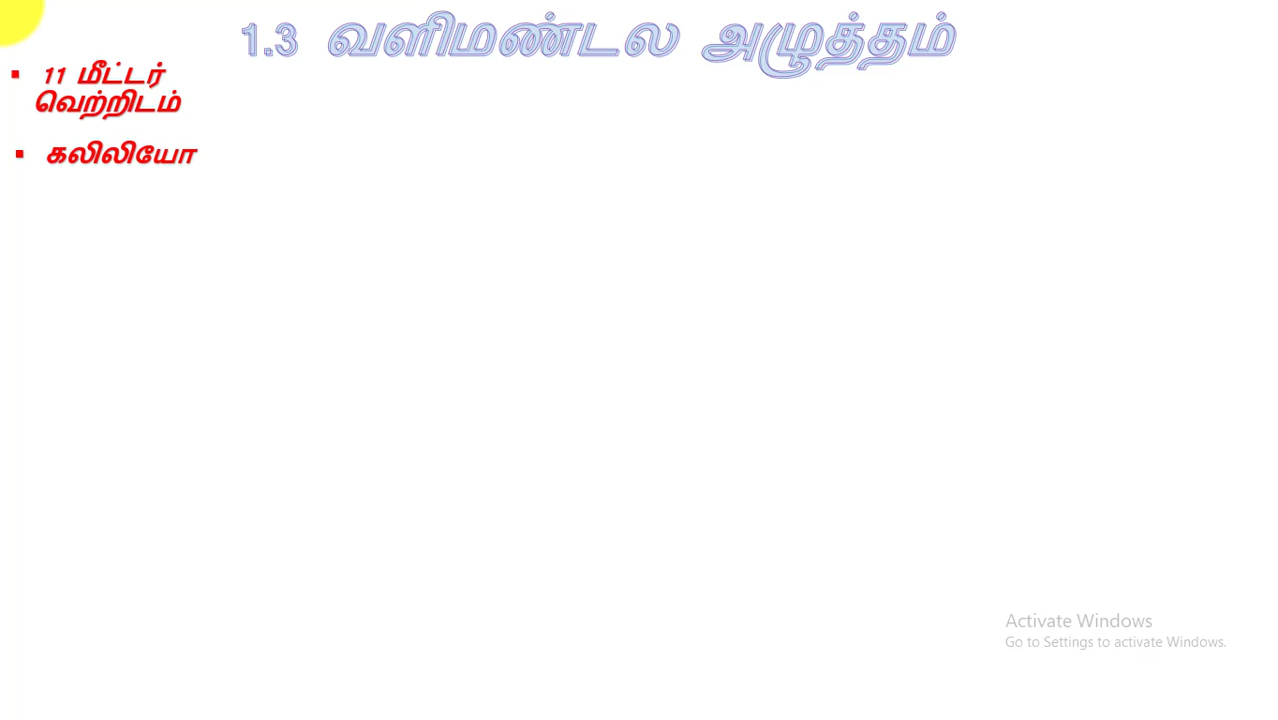 1.3 வளிமண்டல அழுத்தம்
▪ 11 மீட்டர்
வெற்றிடம்
▪ கலிலியோ
Activate Windows
Go to Settings to activate Windows.